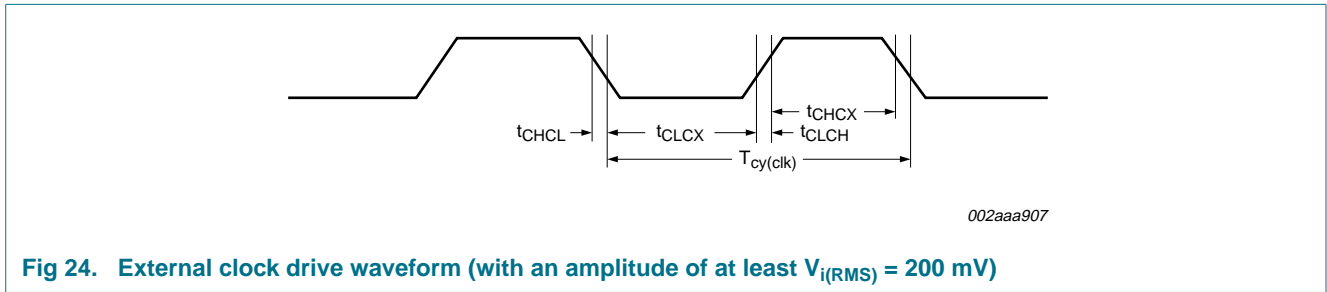 tCHCX
tCHCL tCLCX tCLCH
Tcy(clk)
002aaa907
Fig 24. External clock drive waveform (with an amplitude of at least Vi(RMS) = 200 mV)